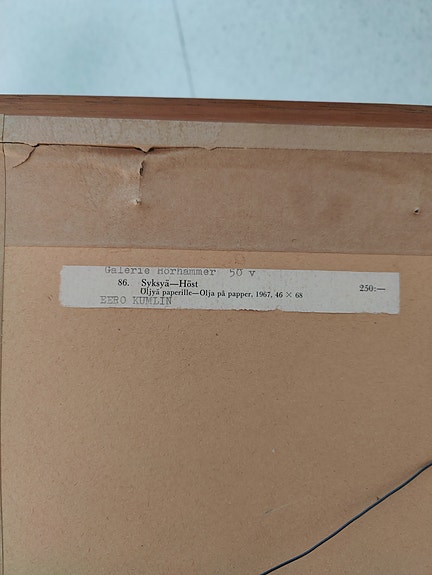 Galerie Hörhammer 50 v
86. Syksyä—Höst 250:—
Öljyä paperille—Olja på papper, 1967, 46 × 68
EERO KUMLIN